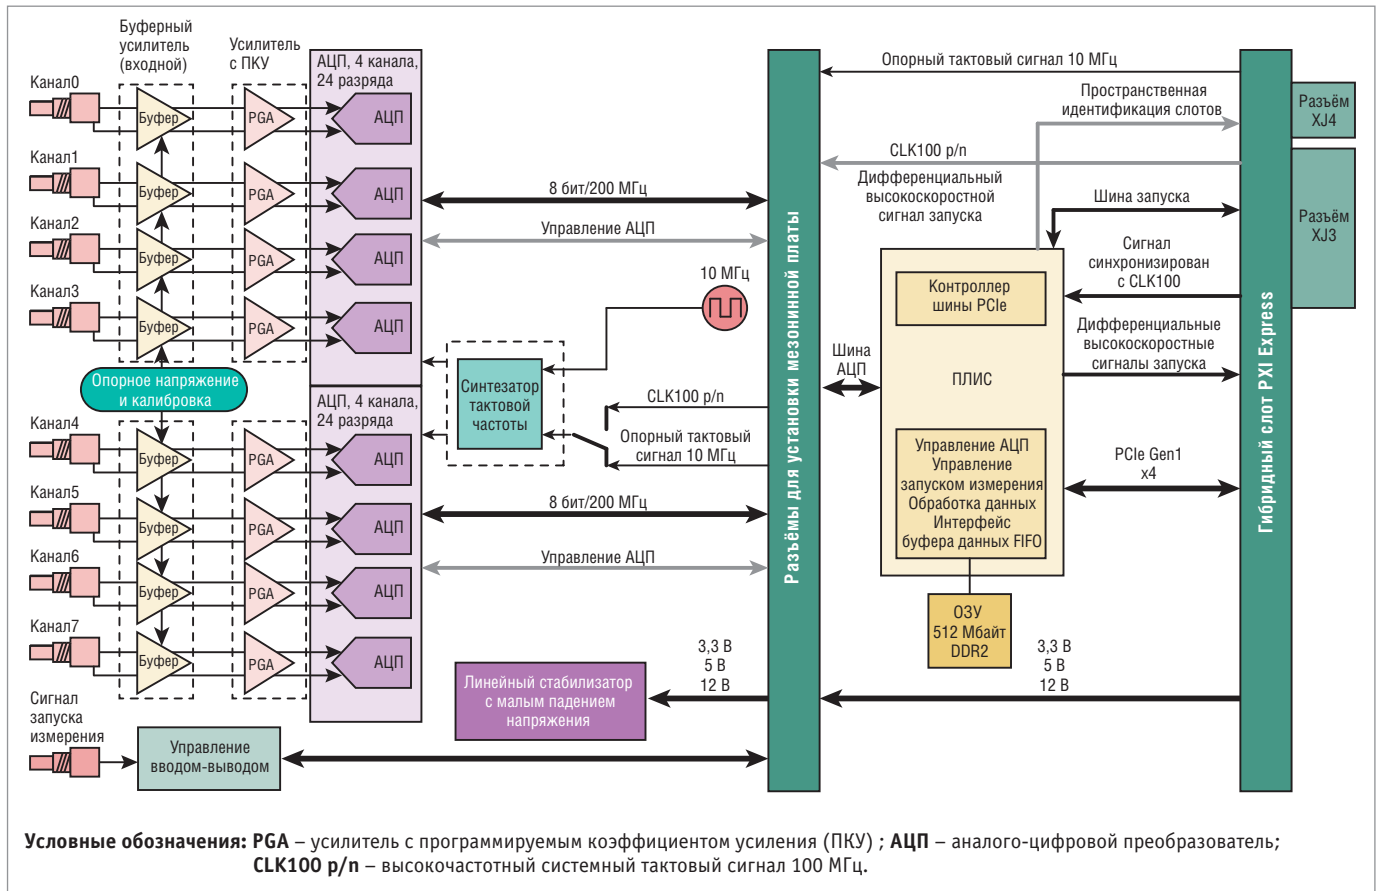 Буферный
усилитель
(входной)
Усилитель
с ПКУ
АЦП, 4 канала,
24 разряда
Канал0
Буфер
PGA
АЦП
Канал1
Буфер
PGA
АЦП
Канал2
Буфер
PGA
АЦП
Канал3
Буфер
PGA
АЦП
Опорное напряжение
и калибровка
АЦП, 4 канала,
24 разряда
Канал4
Буфер
PGA
АЦП
Канал5
Буфер
PGA
АЦП
Канал6
Буфер
PGA
АЦП
Канал7
Буфер
PGA
АЦП
Сигнал
запуска
измерения
Управление
вводом-выводом
8 бит/200 МГц
Управление АЦП
10 МГц
Синтезатор
тактовой
частоты
CLK100 p/n
Опорный тактовый
сигнал 10 МГц
8 бит/200 МГц
Управление АЦП
Линейный стабилизатор
с малым падением
напряжения
3,3 В
5 В
12 В
Разъёмы для установки мезонинной платы
Опорный тактовый сигнал 10 МГц
Пространственная
идентификация слотов
CLK100 p/n
Дифференциальный
высокоскоростной
сигнал запуска
Шина запуска
Сигнал
синхронизирован
с CLK100
Дифференциальные
высокоскоростные
сигналы запуска
Шина
АЦП
Контроллер
шины PCIe
ПЛИС
Управление АЦП
Управление
запуском измерения
Обработка данных
Интерфейс
буфера данных FIFO
PCIe Gen1
x4
ОЗУ
512 Мбайт
DDR2
3,3 В
5 В
12 В
Гибридный слот PXI Express
Разъём
XJ4
Разъём
XJ3
Условные обозначения: PGA – усилитель с программируемым коэффициентом усиления (ПКУ) ; АЦП – аналого-цифровой преобразователь;
CLK100 p/n – высокочастотный системный тактовый сигнал 100 МГц.